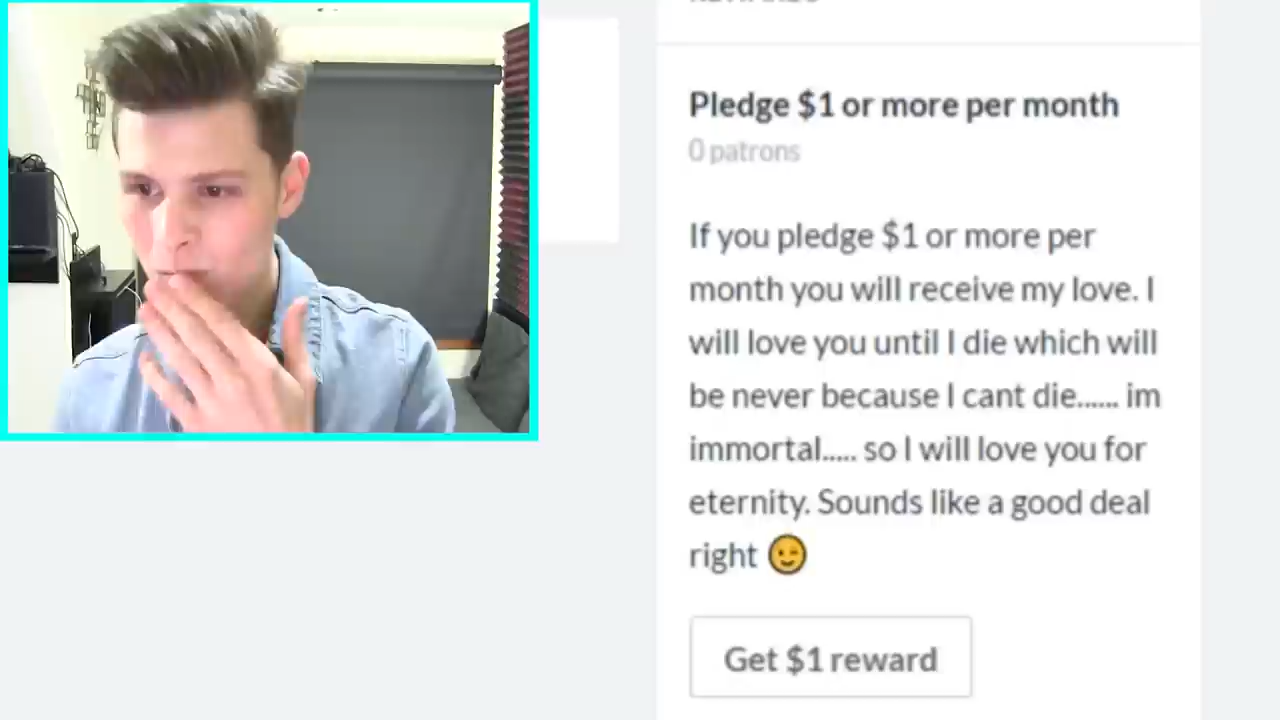 Pledge $1 or more per month
0 patrons
If you pledge $1 or more per
month you will receive my love. I
will love you until I die which will
be never because I cant die...... im
immortal..... so I will love you for
eternity. Sounds like a good deal
right 😉
Get $1 reward